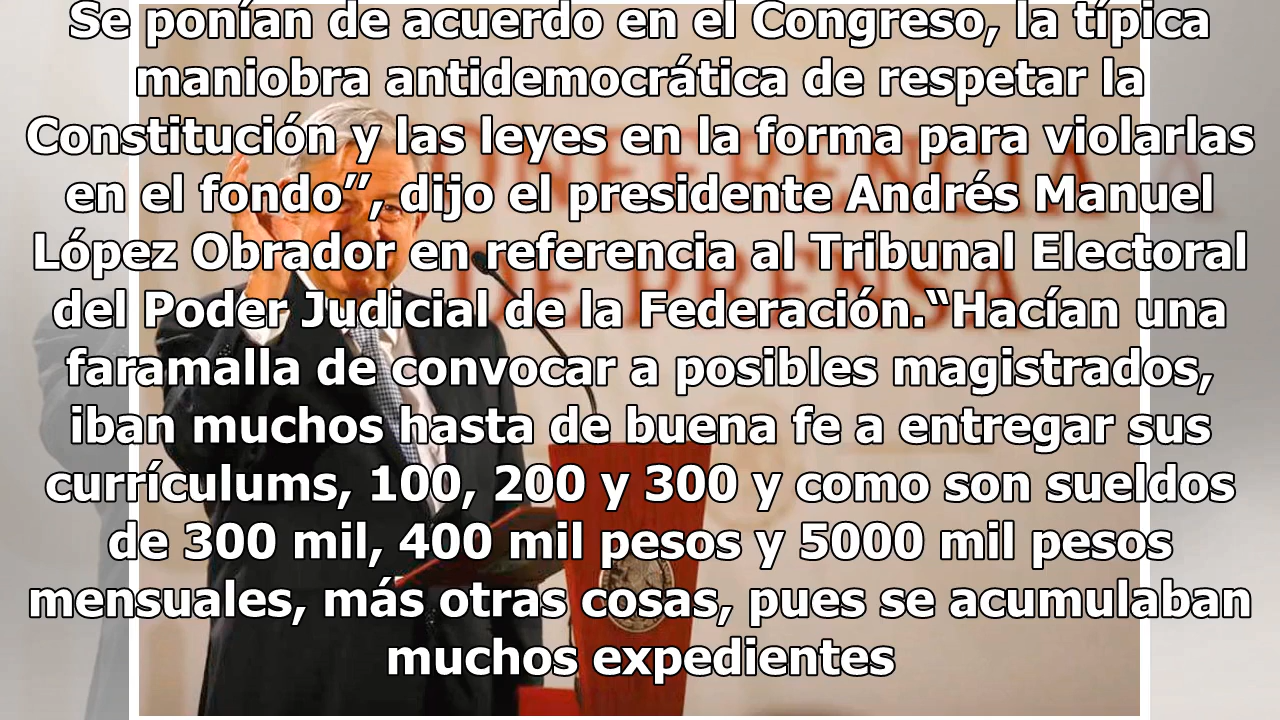 Se ponían de acuerdo en el Congreso, la típica
maniobra antidemocrática de respetar la
Constitución y las leyes en la forma para violarlas
en el fondo”, dijo el presidente Andrés Manuel
López Obrador en referencia al Tribunal Electoral
del Poder Judicial de la Federación.“Hacían una
faramalla de convocar a posibles magistrados,
iban muchos hasta de buena fe a entregar sus
currículums, 100, 200 y 300 y como son sueldos
de 300 mil, 400 mil pesos y 5000 mil pesos
mensuales, más otras cosas, pues se acumulaban
muchos expedientes
CONFERENCIA
DE PRENSA